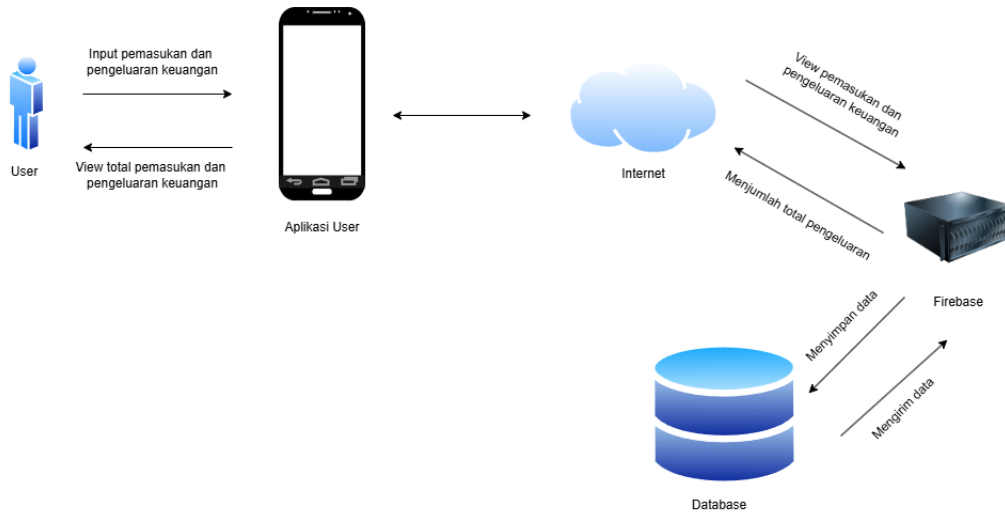 Input pemasukan dan
pengeluaran keuangan
User
View total pemasukan dan
pengeluaran keuangan
Aplikasi User
Internet
View pemasukan dan
pengeluaran keuangan
Menjumlah total pengeluaran
Firebase
Menyimpan data
Mengirim data
Database